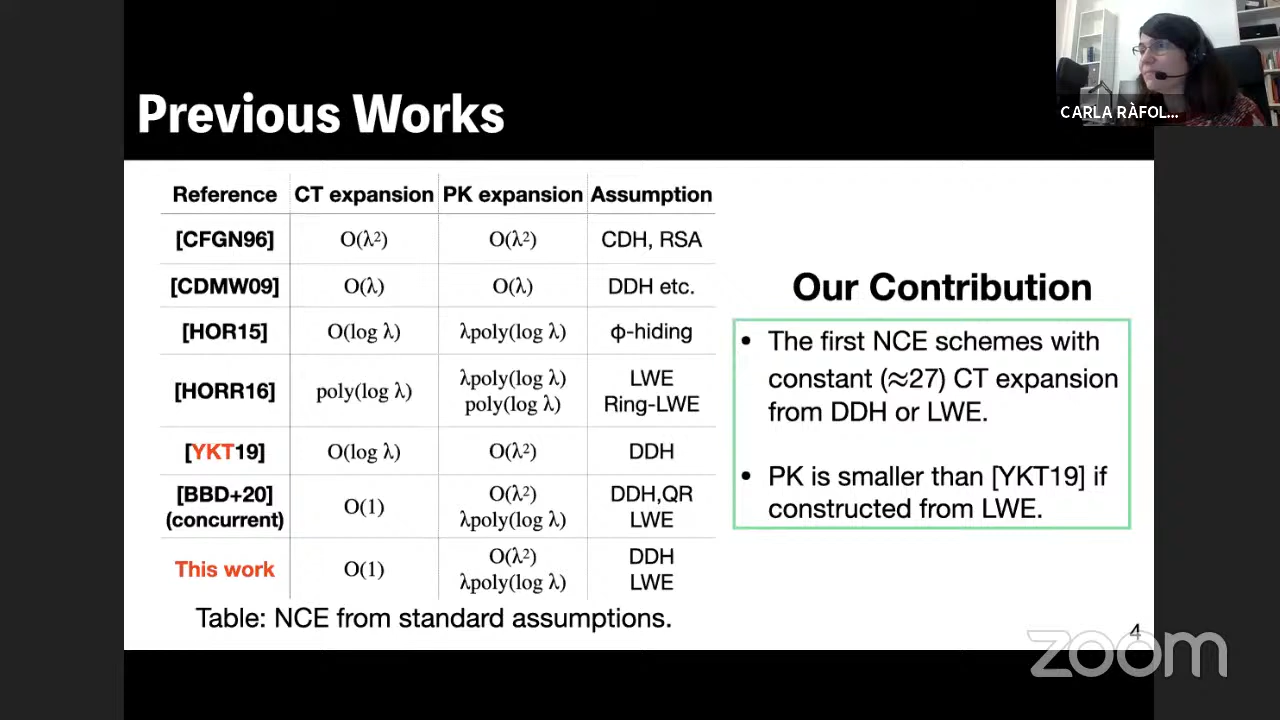 CARLA RÀFOL...
Previous Works
Reference CT expansion PK expansion Assumption
[CFGN96] O(λ²) O(λ²) CDH, RSA
[CDMW09] O(λ) O(λ) DDH etc.
[HOR15] O(log λ) λpoly(log λ) ϕ-hiding
[HORR16] poly(log λ) λpoly(log λ) LWE
poly(log λ) Ring-LWE
[YKT19] O(log λ) O(λ²) DDH
[BBD+20] O(1) O(λ²) DDH,QR
(concurrent) λpoly(log λ) LWE
This work O(1) O(λ²) DDH
λpoly(log λ) LWE
Table: NCE from standard assumptions.
Our Contribution
• The first NCE schemes with
constant (≈27) CT expansion
from DDH or LWE.
• PK is smaller than [YKT19] if
constructed from LWE.
4
zoom